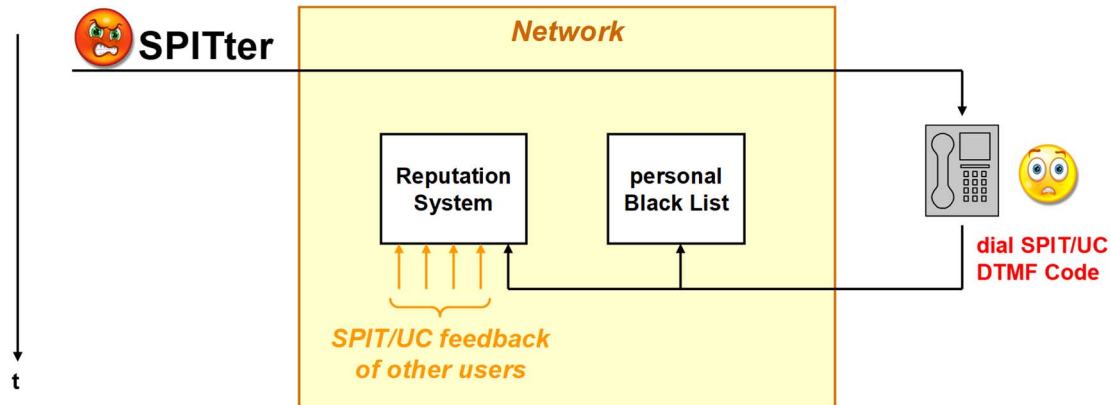 Network
SPITter
Reputation
System
personal
Black List
dial SPIT/UC
DTMF Code
SPIT/UC feedback
of other users
t